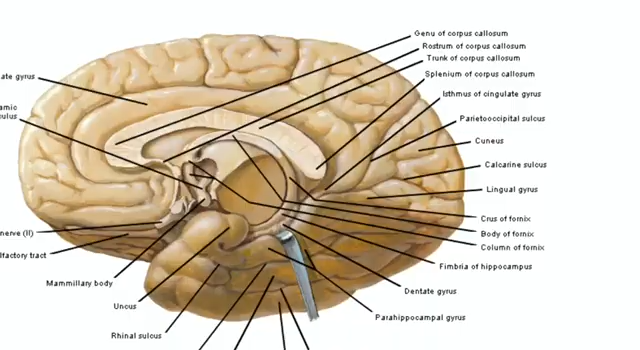 Genu of corpus callosum
Rostrum of corpus callosum
Trunk of corpus callosum
Splenium of corpus callosum
Isthmus of cingulate gyrus
Parietooccipital sulcus
Cuneus
Calcarine sulcus
Lingual gyrus
Crus of fornix
Body of fornix
Column of fornix
Fimbria of hippocampus
Dentate gyrus
Parahippocampal gyrus
ate gyrus
amic
ulus
nerve (II)
lfactory tract
Mammillary body
Uncus
Rhinal sulcus